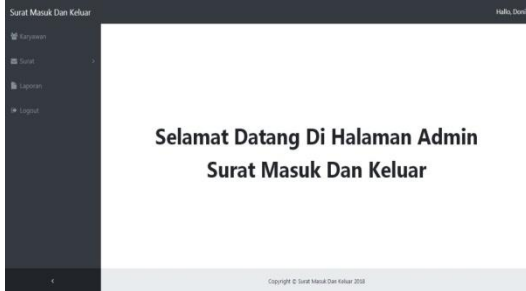 Surat Masuk Dan Keluar
Hallo, Doni
Karyawan
Surat
Laporan
Logout
Selamat Datang Di Halaman Admin
Surat Masuk Dan Keluar
Copyright © Surat Masuk Dan Keluar 2018